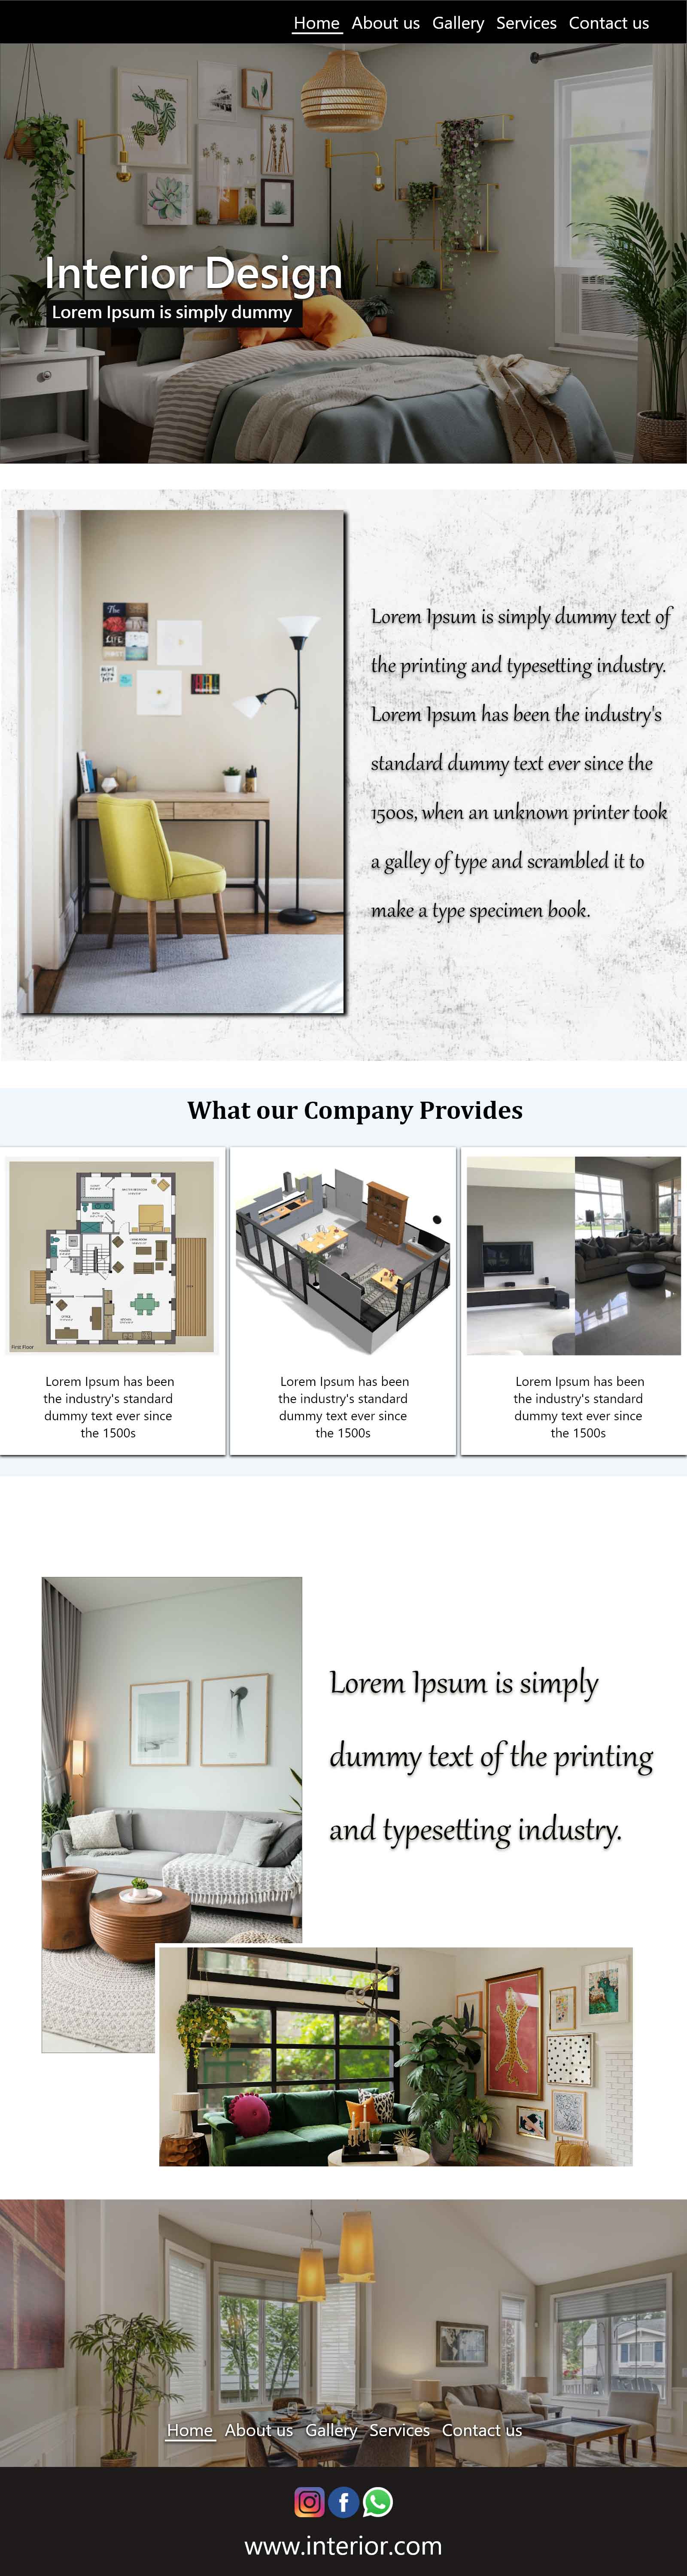 Home About us Gallery Services Contact us
Interior Design
Lorem Ipsum is simply dummy
Lorem Ipsum is simply dummy text of
the printing and typesetting industry.
Lorem Ipsum has been the industry's
standard dummy text ever since the
1500s, when an unknown printer took
a galley of type and scrambled it to
make a type specimen book.
What our Company Provides
First Floor
Lorem Ipsum has been
the industry's standard
dummy text ever since
the 1500s
Lorem Ipsum has been
the industry's standard
dummy text ever since
the 1500s
Lorem Ipsum has been
the industry's standard
dummy text ever since
the 1500s
Lorem Ipsum is simply
dummy text of the printing
and typesetting industry.
Home About us Gallery Services Contact us
www.interior.com